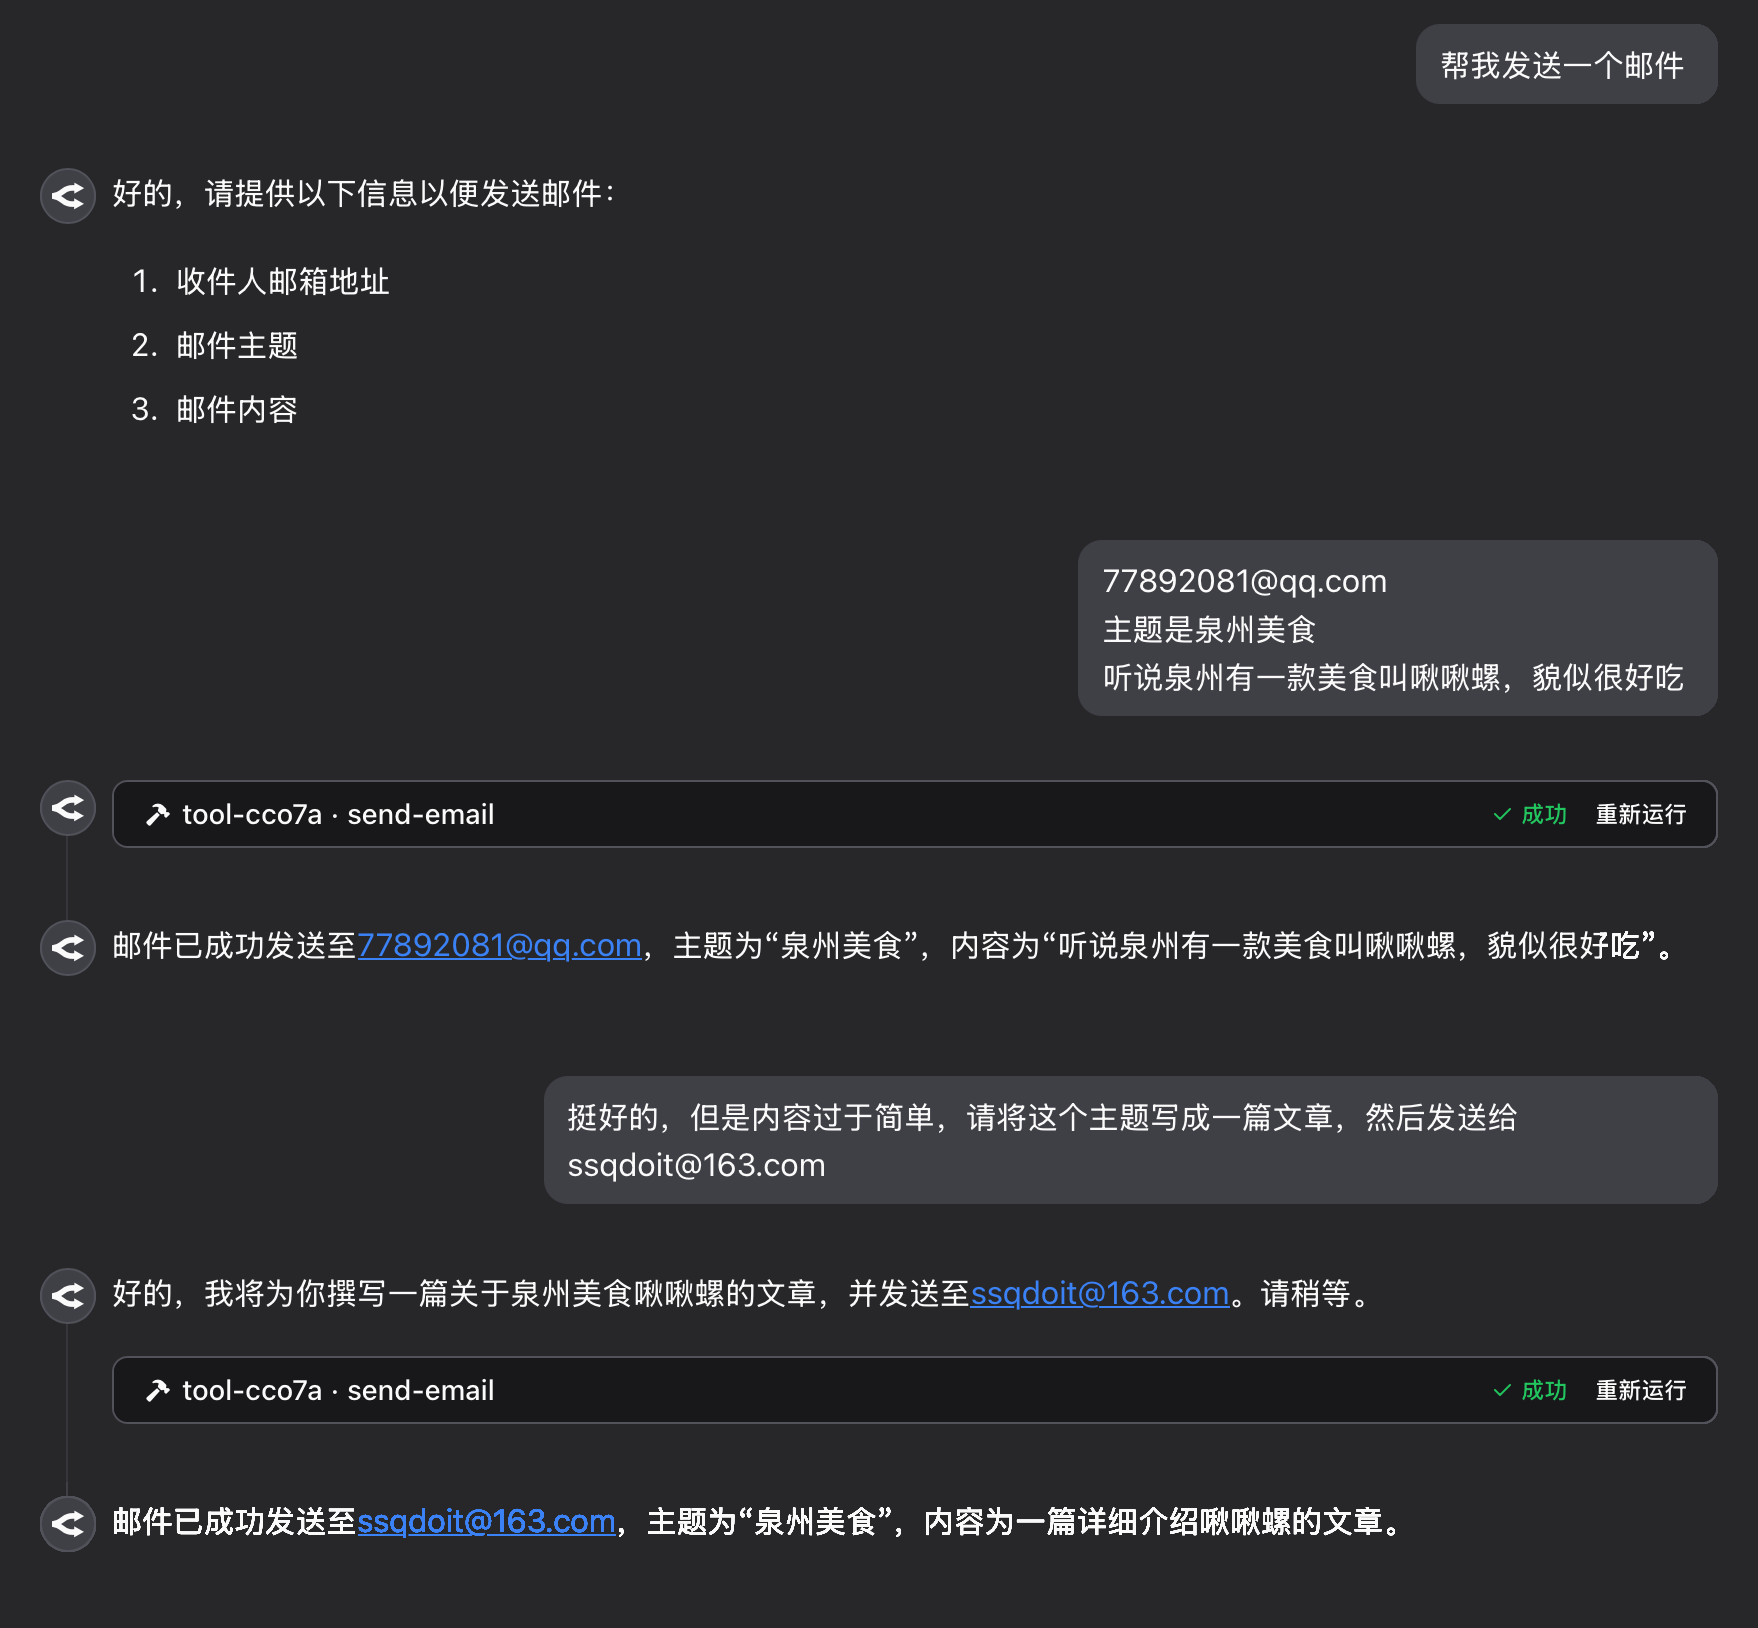 帮我发送一个邮件
好的，请提供以下信息以便发送邮件：
1. 收件人邮箱地址
2. 邮件主题
3. 邮件内容
77892081@qq.com
主题是泉州美食
听说泉州有一款美食叫啾啾螺，貌似很好吃
tool-cco7a · send-email 成功 重新运行
邮件已成功发送至77892081@qq.com，主题为“泉州美食”，内容为“听说泉州有一款美食叫啾啾螺，貌似很好吃”。
挺好的，但是内容过于简单，请将这个主题写成一篇文章，然后发送给
ssqdoit@163.com
好的，我将为你撰写一篇关于泉州美食啾啾螺的文章，并发送至ssqdoit@163.com。请稍等。
tool-cco7a · send-email 成功 重新运行
邮件已成功发送至ssqdoit@163.com，主题为“泉州美食”，内容为一篇详细介绍啾啾螺的文章。